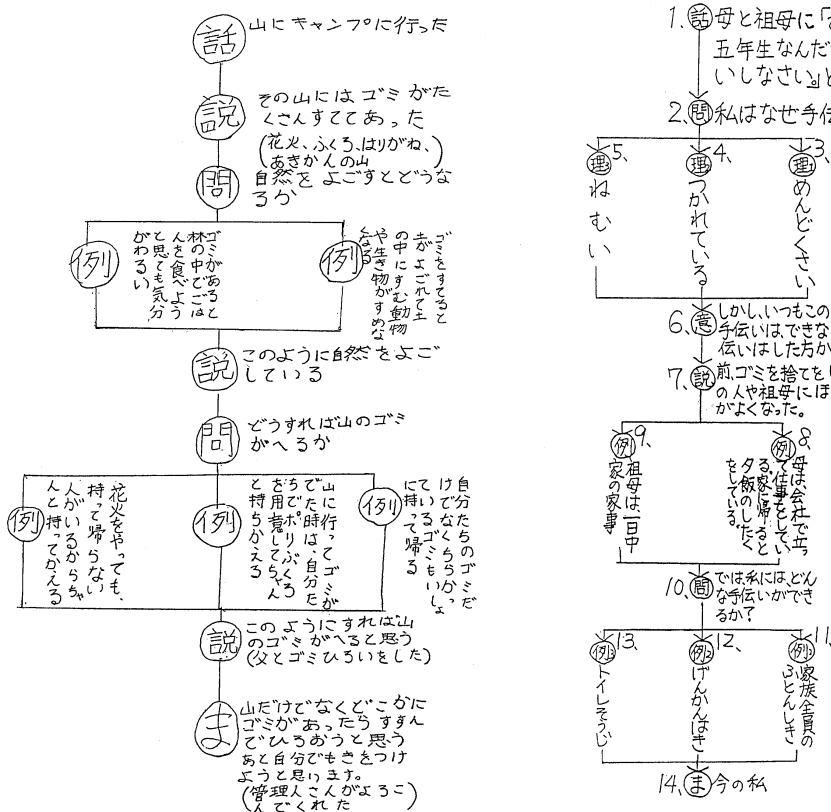 話
山にキャンプに行った
説
その山にはゴミがた
くさんすててあった
(花火、ふくろ、はりがね、
あきかんの山)
問
自然をよごすとどうな
るか
例
ゴミをすてると
土がよごれて土
の中にすむ動物
や生き物がすめな
くなる
例
ゴミがあると
林の中でごは
んを食べよう
と思ても気分
がわるい
説
このように自然をよご
している
問
どうすれば山のゴミ
がへるか
例
自分たちのゴミだ
けでなくちらかっ
ているゴミもいしょ
に持って帰る
例
山に行ってゴミが
でた時は、自分た
ちでポリぶくろ
を用意してちゃん
と持ちかえる
例
花火をやっても、
持って帰らない
人がいるからちゃ
んと持ってかえる
説
このようにすれば山
のゴミがへると思う
(父とゴミひろいをした)
ま
山だけでなくどこかに
ゴミがあったらすすん
でひろおうと思う
あと自分でもきをつけ
ようと思います。
(管理人さんがよろこ
んでくれた)
1、話 母と祖母に「
五年生なんだ
いしなさい。」と
2、問 私はなぜ手伝
3、理
めんどくさい
4、理
つかれている
5、理
ねむい
6、意 しかし、いつもこの
手伝いは、できな
伝いはした方か
7、説 前、ゴミを捨てをし
の人や祖母にほ
がよくなった。
8、例
母は会社で立っ
て仕事をしてい
る。家に帰ると
夕飯のしたく
をしている。
9、例
祖母は一日中
家の家事
10、問 では、私には、どん
な手伝いができ
るか?
11、例
家族全員の
ふとんしき
12、例
げんかんはき
13、例
トイレそうじ
14、ま 今の私